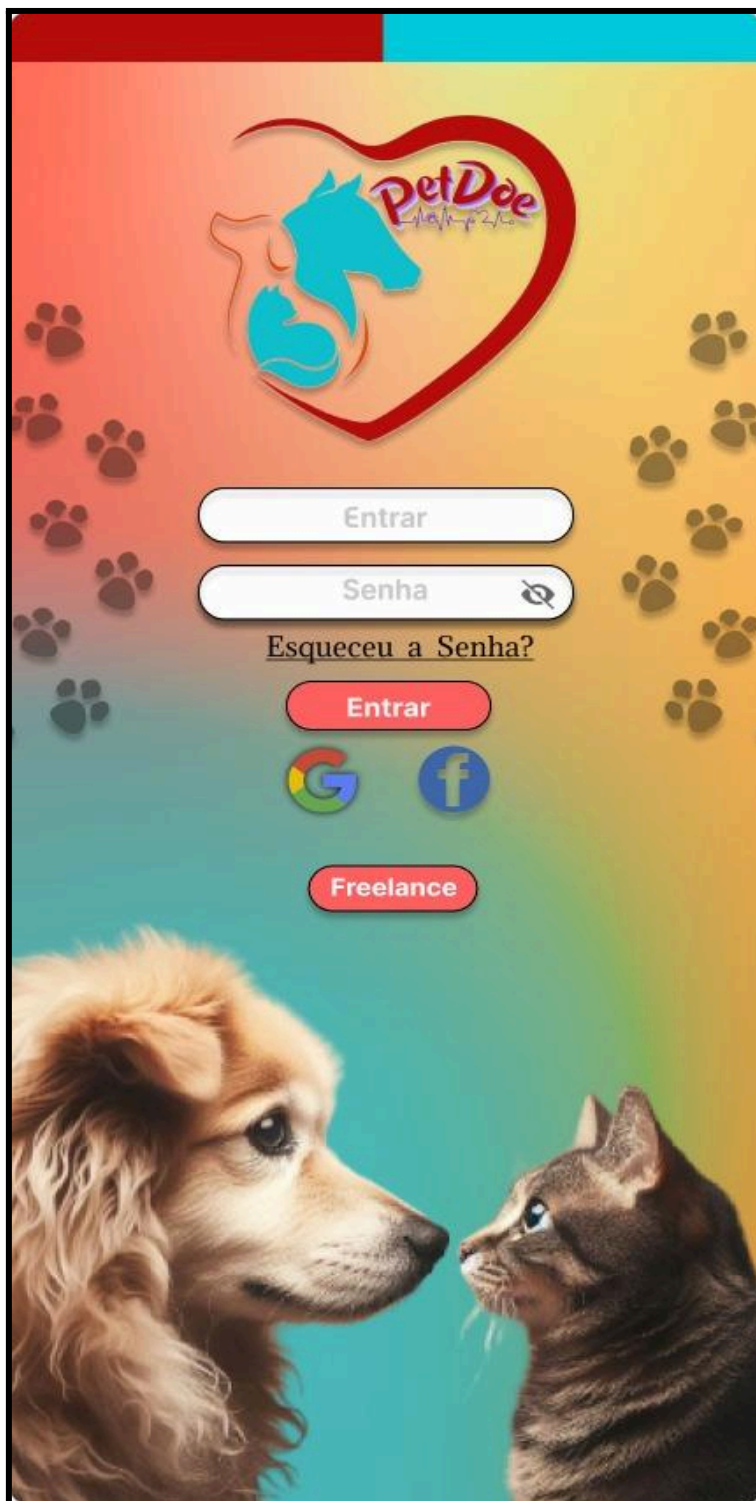 PetDoe
Entrar
Senha
Esqueceu a Senha?
Entrar
Freelance